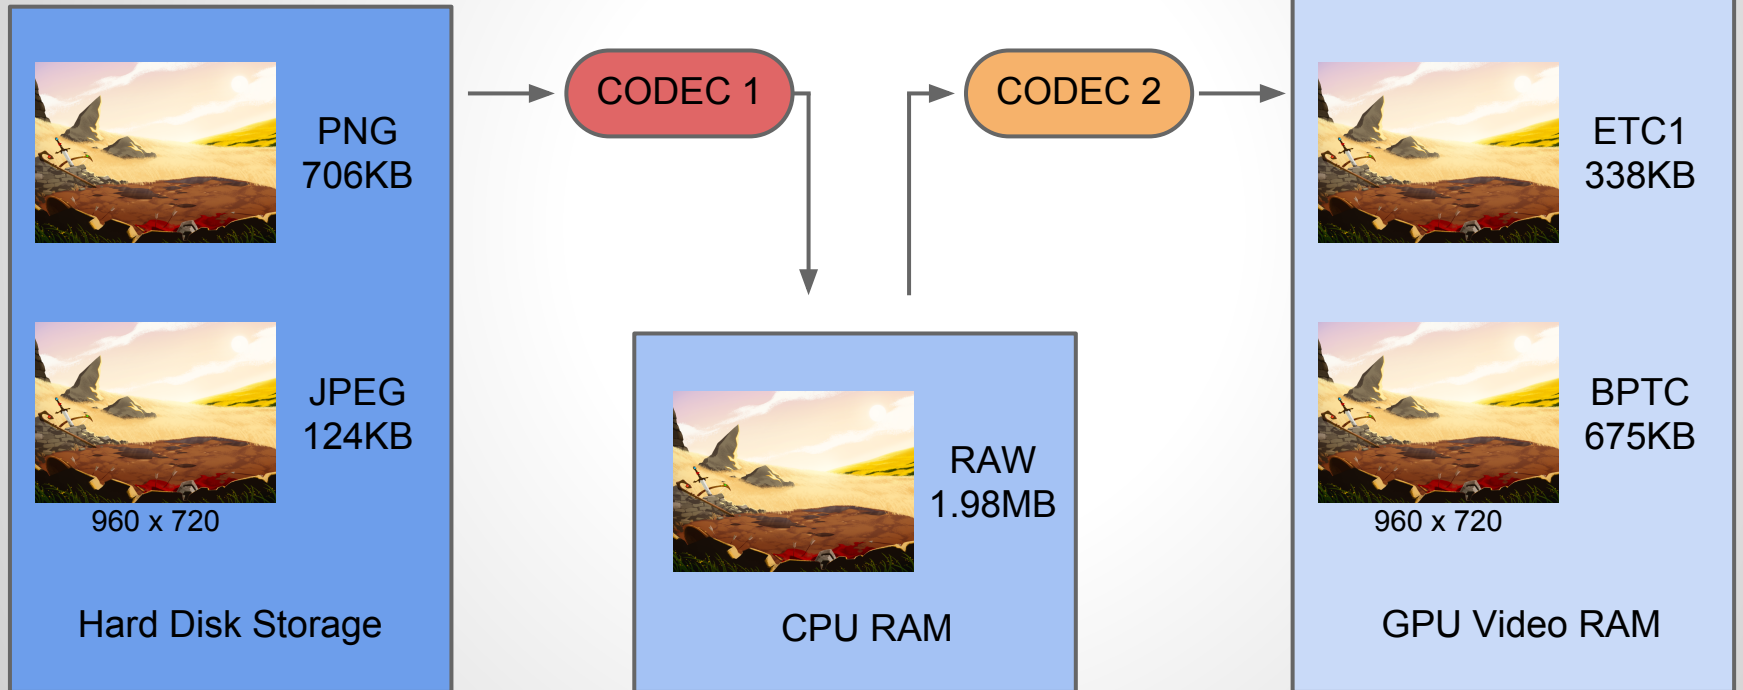 PNG
706KB
JPEG
124KB
960 x 720
Hard Disk Storage
CODEC 1
CODEC 2
RAW
1.98MB
CPU RAM
ETC1
338KB
BPTC
675KB
960 x 720
GPU Video RAM